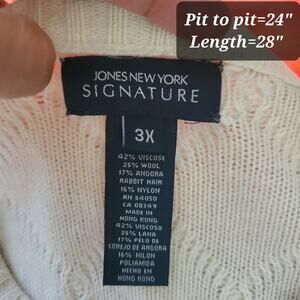 Pit to pit=24"
Length=28"
JONES NEW YORK
SIGNATURE
3X
42% VISCOSE
25% WOOL
17% ANGORA
RABBIT HAIR
16% NYLON
RN 54050
CA 08349
MADE IN
HONG KONG
42% VISCOSO
25% LANA
17% PELO DE
CONEJO DE ANGORA
16% NILON
POLIAMIDA
HECHO EN
HONG KONG